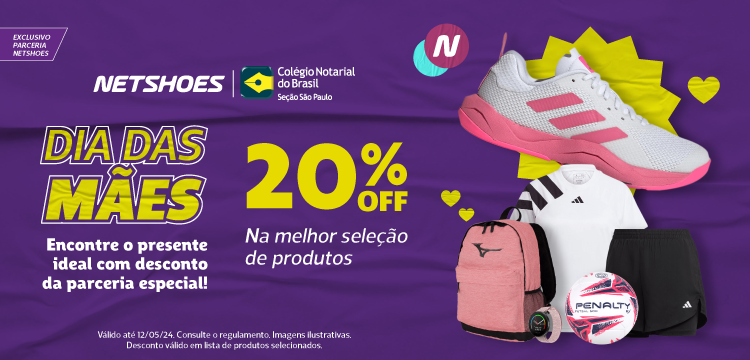 EXCLUSIVO
PARCERIA
NETSHOES
NETSHOES
Colégio Notarial
do Brasil
Seção São Paulo
N
DIA DAS
MÃES
20%
OFF
Encontre o presente
ideal com desconto
da parceria especial!
Na melhor seleção
de produtos
PENALTY
Válido até 12/05/24. Consulte o regulamento. Imagens ilustrativas.
Desconto válido em lista de produtos selecionados.